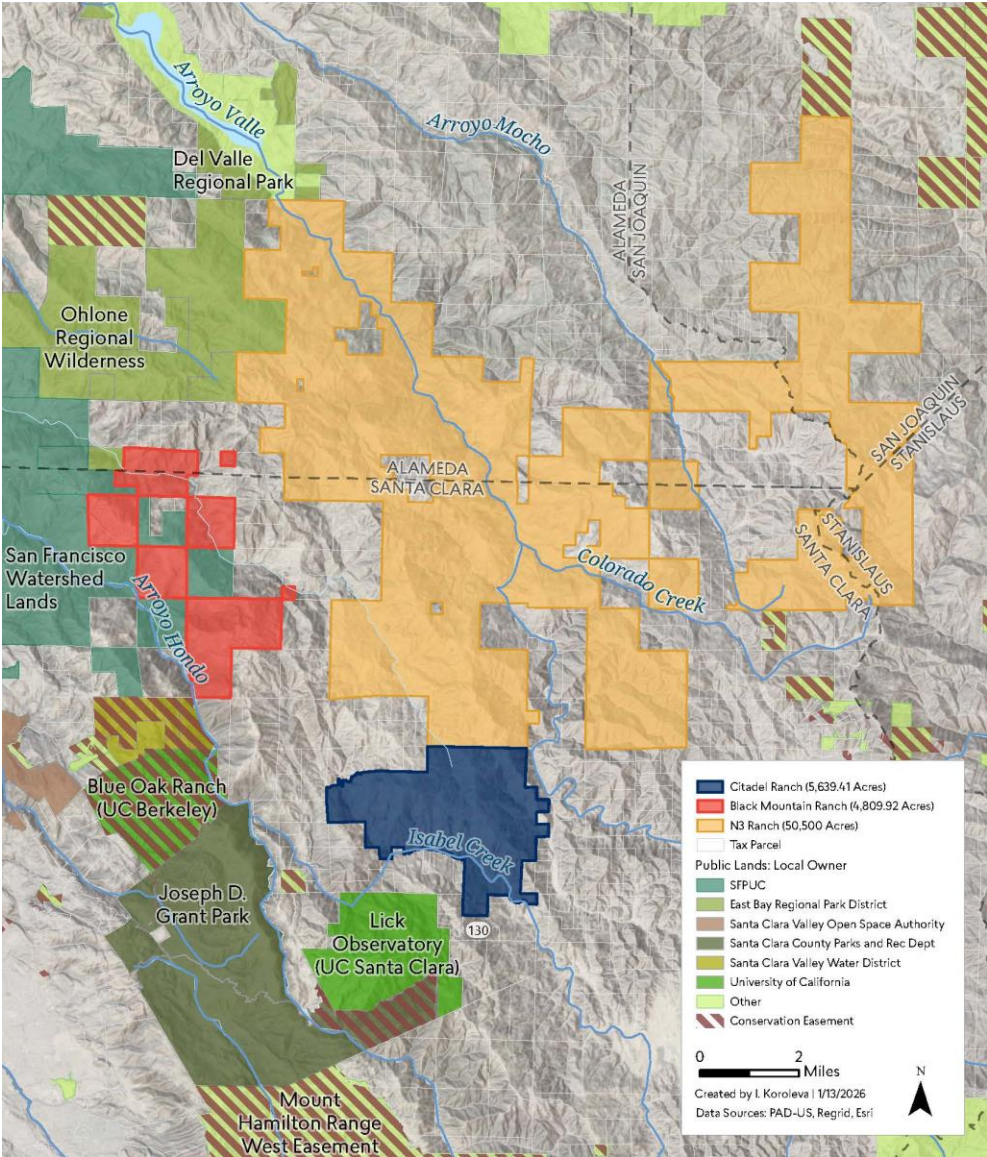 Arroyo Valle
Arroyo Mocho
Del Valle
Regional Park
ALAMEDA
SAN JOAQUIN
Ohlone
Regional
Wilderness
SAN JOAQUIN
STANISLAUS
ALAMEDA
SANTA CLARA
STANISLAUS
SANTA CLARA
San Francisco
Watershed
Lands
Arroyo Hondo
Colorado Creek
Blue Oak Ranch
(UC Berkeley)
Isabel Creek
Joseph D.
Grant Park
Lick
Observatory
(UC Santa Clara)
130
Mount
Hamilton Range
West Easement
Citadel Ranch (5,639.41 Acres)
Black Mountain Ranch (4,809.92 Acres)
N3 Ranch (50,500 Acres)
Tax Parcel
Public Lands: Local Owner
SFPUC
East Bay Regional Park District
Santa Clara Valley Open Space Authority
Santa Clara County Parks and Rec Dept
Santa Clara Valley Water District
University of California
Other
Conservation Easement
0 2
Miles
N
Created by I. Koroleva | 1/13/2026
Data Sources: PAD-US, Regrid, Esri